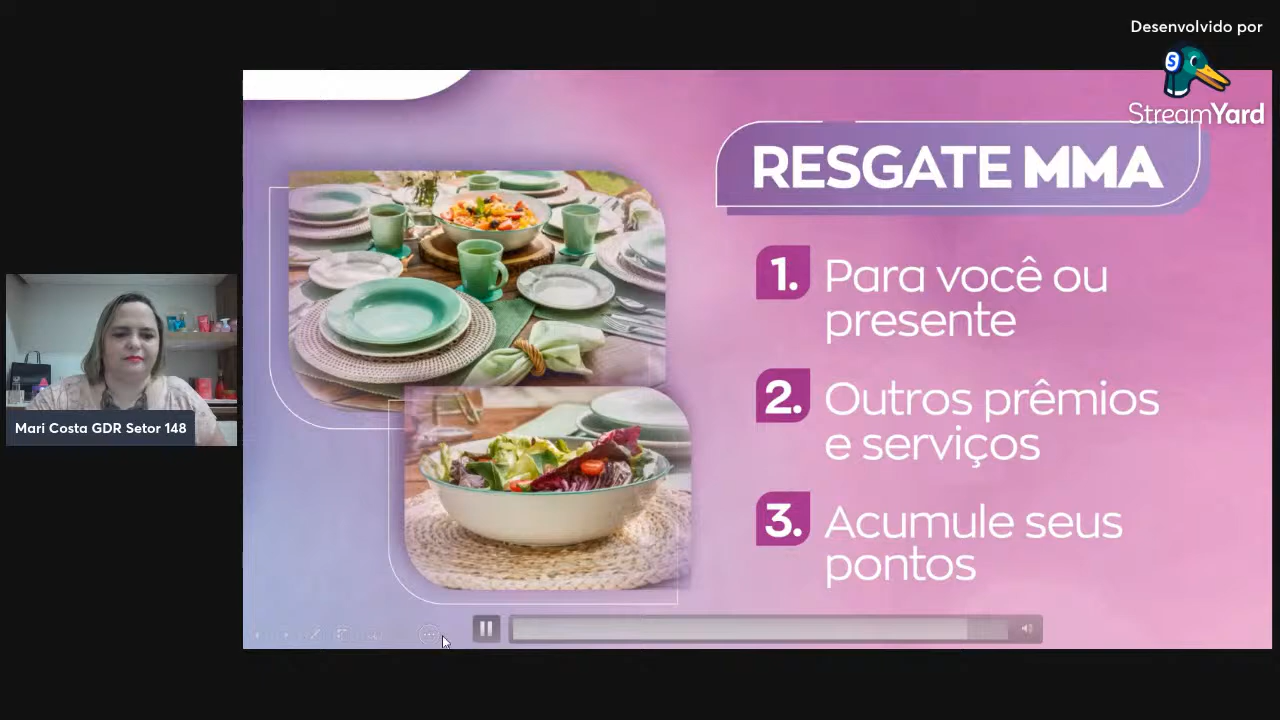 Desenvolvido por
S
StreamYard
RESGATE MMA
1. Para você ou
presente
2. Outros prêmios
e serviços
3. Acumule seus
pontos
Mari Costa GDR Setor 148